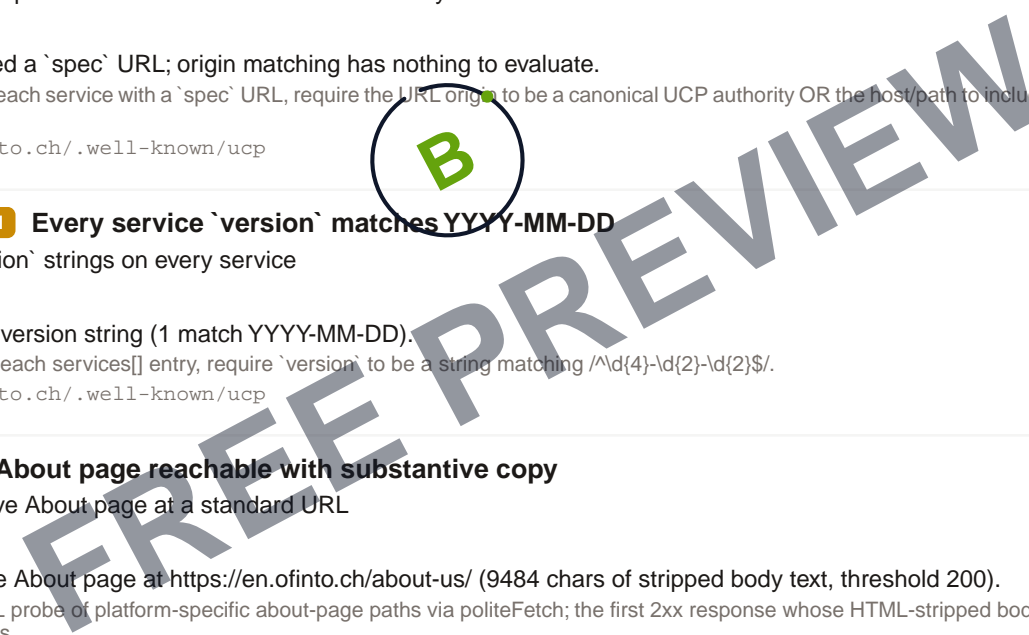 ed a `spec` URL; origin matching has nothing to evaluate.
each service with a `spec` URL, require the URL origin to be a canonical UCP authority OR the host/path to inclu
to.ch/.well-known/ucp
B
Every service `version` matches YYYY-MM-DD
ion` strings on every service
version string (1 match YYYY-MM-DD).
each services[] entry, require `version` to be a string matching /^\d{4}-\d{2}-\d{2}$/.
to.ch/.well-known/ucp
FREE PREVIEW
About page reachable with substantive copy
ve About page at a standard URL
e About page at https://en.ofinto.ch/about-us/ (9484 chars of stripped body text, threshold 200).
L probe of platform-specific about-page paths via politeFetch; the first 2xx response whose HTML-stripped bod
s